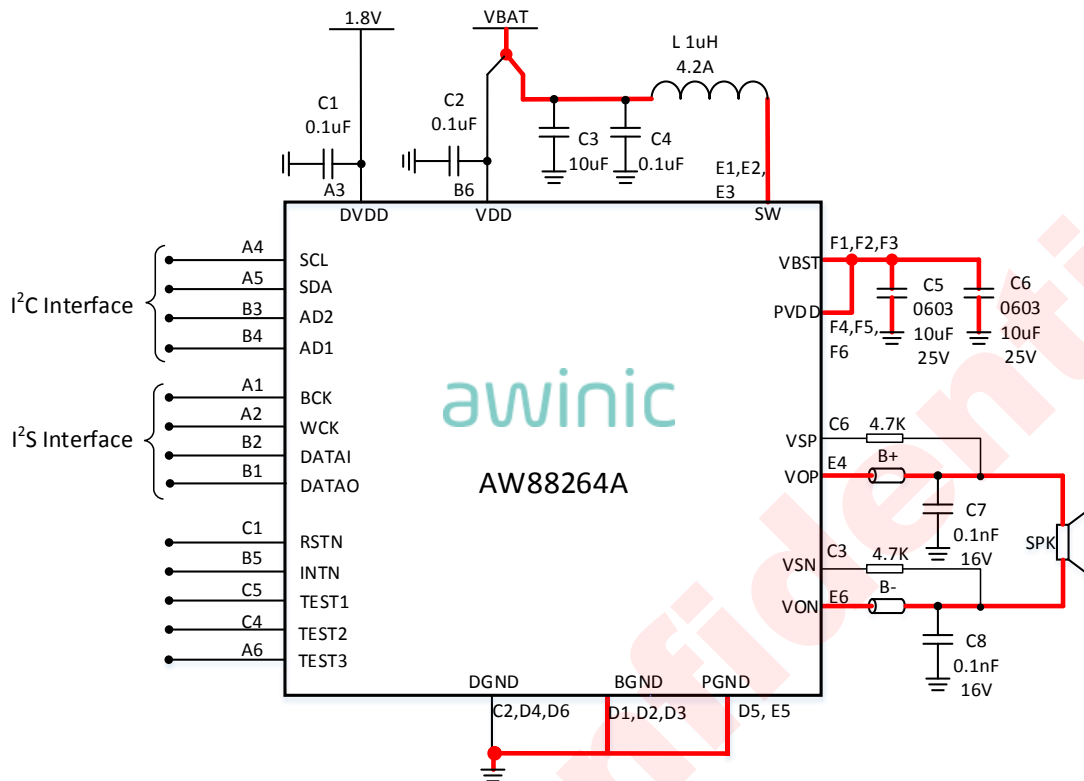 1.8V
VBAT
L 1uH
4.2A
C1
0.1uF
C2
0.1uF
C3
10uF
C4
0.1uF
A3
B6
E1,E2,
E3
DVDD
VDD
SW
I²C Interface
A4
SCL
A5
SDA
B3
AD2
B4
AD1
I²S Interface
A1
BCK
A2
WCK
B2
DATAI
B1
DATAO
C1
RSTN
B5
INTN
C5
TEST1
C4
TEST2
A6
TEST3
awinic
AW88264A
VBST
F1,F2,F3
PVDD
F4,F5,
F6
C5
0603
10uF
25V
C6
0603
10uF
25V
VSP
C6
4.7K
VOP
E4
B+
C7
0.1nF
16V
SPK
VSN
C3
4.7K
VON
E6
B-
C8
0.1nF
16V
DGND
BGND
PGND
C2,D4,D6
D1,D2,D3
D5, E5
nfidenti